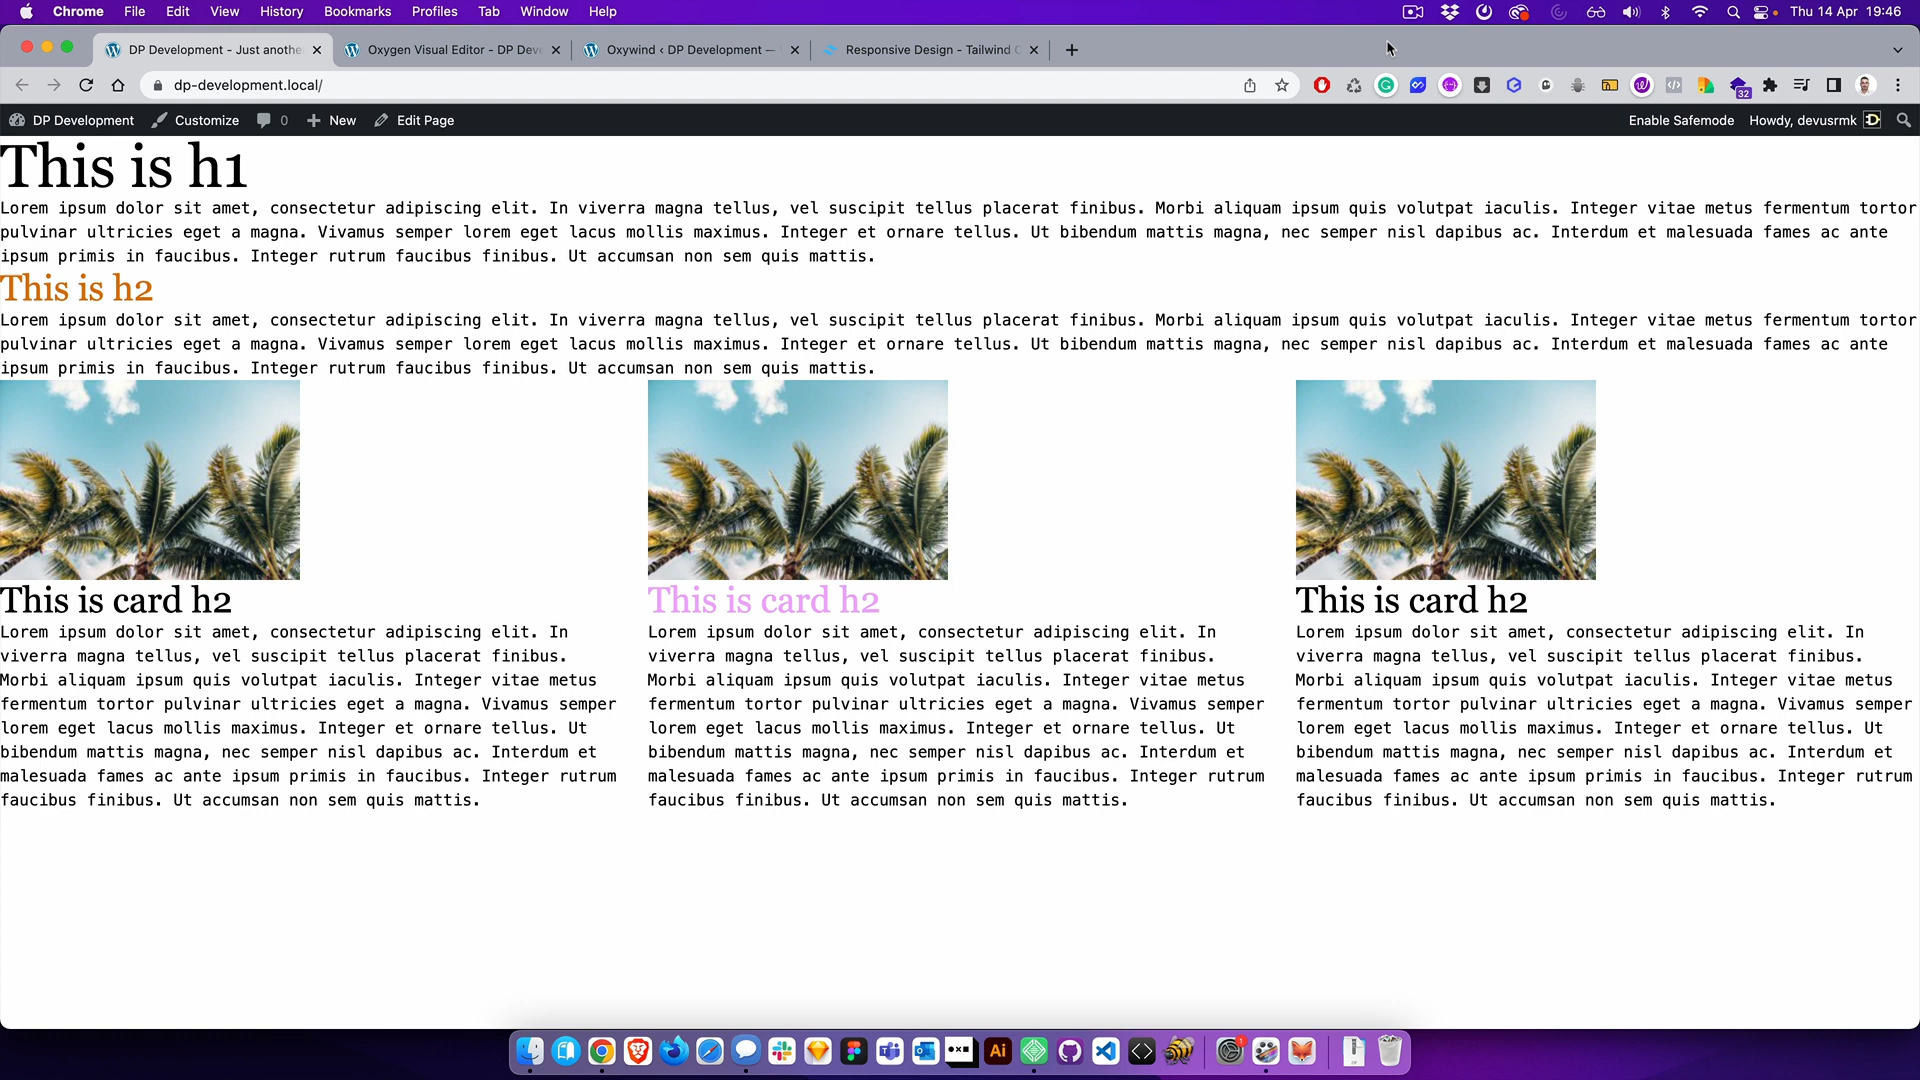 Chrome File Edit View History Bookmarks Profiles Tab Window Help Thu 14 Apr 19:46
DP Development - Just anothe Oxygen Visual Editor - DP Deve Oxywind ‹ DP Development — Responsive Design - Tailwind C
dp-development.local/
32
DP Development Customize 0 New Edit Page Enable Safemode Howdy, devusrmk
This is h1
Lorem ipsum dolor sit amet, consectetur adipiscing elit. In viverra magna tellus, vel suscipit tellus placerat finibus. Morbi aliquam ipsum quis volutpat iaculis. Integer vitae metus fermentum tortor
pulvinar ultricies eget a magna. Vivamus semper lorem eget lacus mollis maximus. Integer et ornare tellus. Ut bibendum mattis magna, nec semper nisl dapibus ac. Interdum et malesuada fames ac ante
ipsum primis in faucibus. Integer rutrum faucibus finibus. Ut accumsan non sem quis mattis.
This is h2
Lorem ipsum dolor sit amet, consectetur adipiscing elit. In viverra magna tellus, vel suscipit tellus placerat finibus. Morbi aliquam ipsum quis volutpat iaculis. Integer vitae metus fermentum tortor
pulvinar ultricies eget a magna. Vivamus semper lorem eget lacus mollis maximus. Integer et ornare tellus. Ut bibendum mattis magna, nec semper nisl dapibus ac. Interdum et malesuada fames ac ante
ipsum primis in faucibus. Integer rutrum faucibus finibus. Ut accumsan non sem quis mattis.
This is card h2
Lorem ipsum dolor sit amet, consectetur adipiscing elit. In
viverra magna tellus, vel suscipit tellus placerat finibus.
Morbi aliquam ipsum quis volutpat iaculis. Integer vitae metus
fermentum tortor pulvinar ultricies eget a magna. Vivamus semper
lorem eget lacus mollis maximus. Integer et ornare tellus. Ut
bibendum mattis magna, nec semper nisl dapibus ac. Interdum et
malesuada fames ac ante ipsum primis in faucibus. Integer rutrum
faucibus finibus. Ut accumsan non sem quis mattis.
This is card h2
Lorem ipsum dolor sit amet, consectetur adipiscing elit. In
viverra magna tellus, vel suscipit tellus placerat finibus.
Morbi aliquam ipsum quis volutpat iaculis. Integer vitae metus
fermentum tortor pulvinar ultricies eget a magna. Vivamus semper
lorem eget lacus mollis maximus. Integer et ornare tellus. Ut
bibendum mattis magna, nec semper nisl dapibus ac. Interdum et
malesuada fames ac ante ipsum primis in faucibus. Integer rutrum
faucibus finibus. Ut accumsan non sem quis mattis.
This is card h2
Lorem ipsum dolor sit amet, consectetur adipiscing elit. In
viverra magna tellus, vel suscipit tellus placerat finibus.
Morbi aliquam ipsum quis volutpat iaculis. Integer vitae metus
fermentum tortor pulvinar ultricies eget a magna. Vivamus semper
lorem eget lacus mollis maximus. Integer et ornare tellus. Ut
bibendum mattis magna, nec semper nisl dapibus ac. Interdum et
malesuada fames ac ante ipsum primis in faucibus. Integer rutrum
faucibus finibus. Ut accumsan non sem quis mattis.
Ai